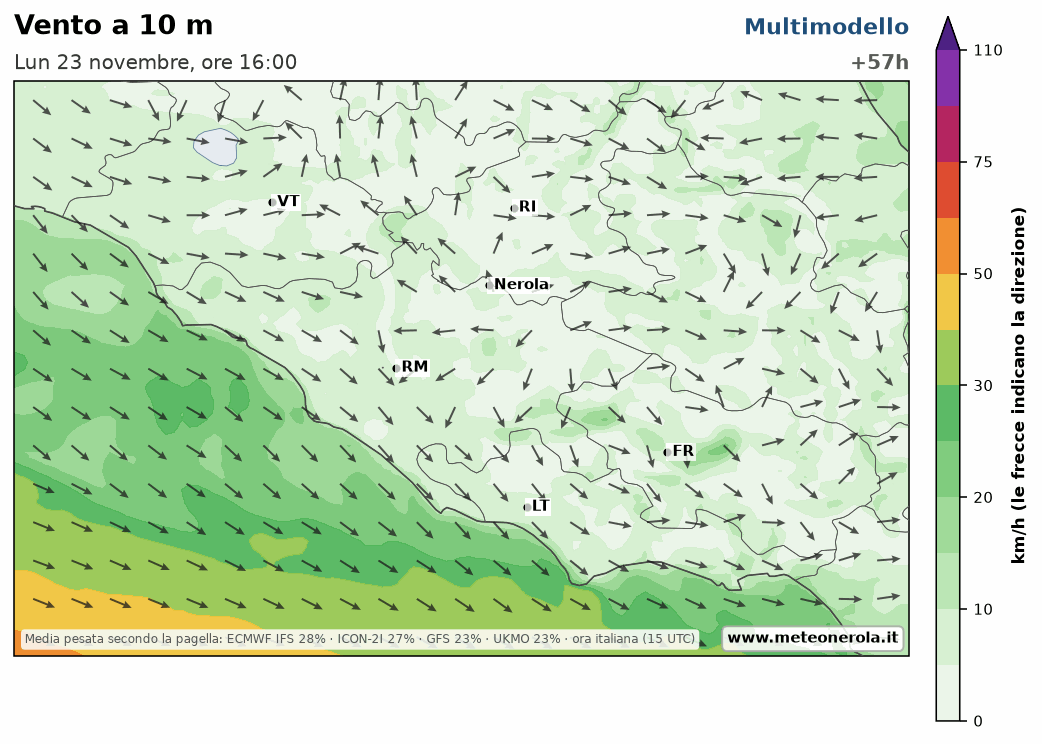 Vento a 10 m
Multimodello
Lun 23 novembre, ore 16:00
+57h
VT
RI
Nerola
RM
FR
LT
Media pesata secondo la pagella: ECMWF IFS 28% · ICON-2I 27% · GFS 23% · UKMO 23% · ora italiana (15 UTC)
www.meteonerola.it
110
75
50
30
20
10
0
km/h (le frecce indicano la direzione)